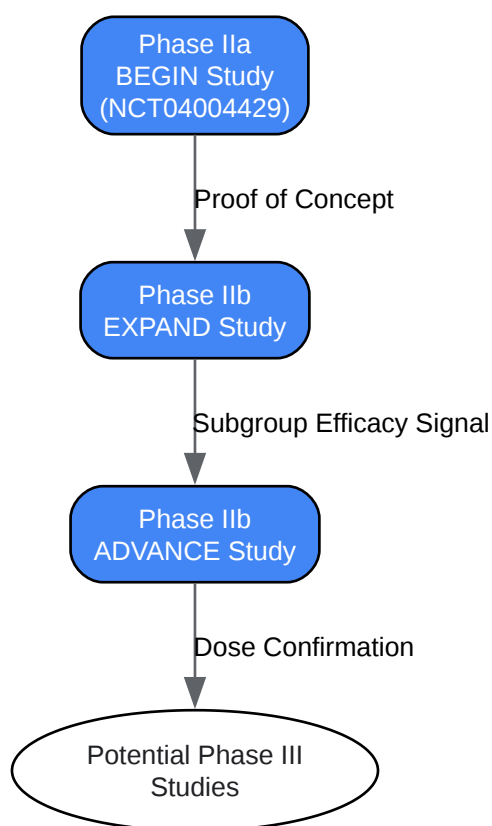 Phase IIa
BEGIN Study
(NCT04004429)
Proof of Concept
Phase IIb
EXPAND Study
Subgroup Efficacy Signal
Phase IIb
ADVANCE Study
Dose Confirmation
Potential Phase III
Studies